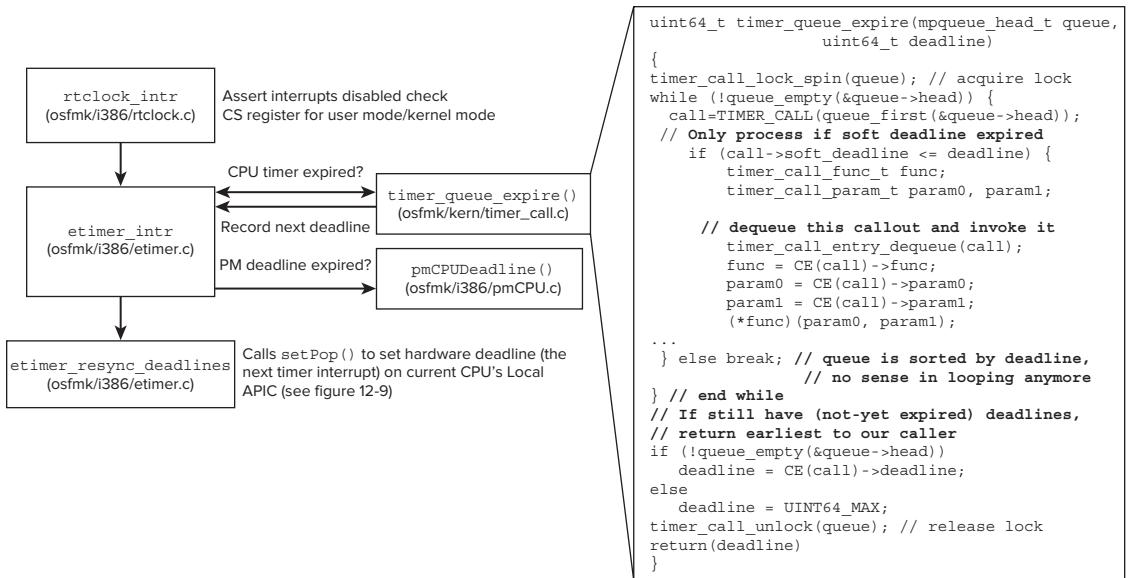 rtclock_intr
(osfmk/i386/rtclock.c)
Assert interrupts disabled check
CS register for user mode/kernel mode
CPU timer expired?
etimer_intr
(osfmk/i386/etimer.c)
timer_queue_expire()
(osfmk/kern/timer_call.c)
Record next deadline
PM deadline expired?
pmCPUDeadline()
(osfmk/i386/pmCPU.c)
etimer_resync_deadlines
(osfmk/i386/etimer.c)
Calls setPop() to set hardware deadline (the
next timer interrupt) on current CPU's Local
APIC (see figure 12-9)
uint64_t timer_queue_expire(mpqueue_head_t queue,
uint64_t deadline)
{
timer_call_lock_spin(queue); // acquire lock
while (!queue_empty(&queue->head)) {
call=TIMER_CALL(queue_first(&queue->head));
// Only process if soft deadline expired
if (call->soft_deadline <= deadline) {
timer_call_func_t func;
timer_call_param_t param0, param1;
// dequeue this callout and invoke it
timer_call_entry_dequeue(call);
func = CE(call)->func;
param0 = CE(call)->param0;
param1 = CE(call)->param1;
(*func)(param0, param1);
...
} else break; // queue is sorted by deadline,
// no sense in looping anymore
} // end while
// If still have (not-yet expired) deadlines,
// return earliest to our caller
if (!queue_empty(&queue->head))
deadline = CE(call)->deadline;
else
deadline = UINT64_MAX;
timer_call_unlock(queue); // release lock
return(deadline)
}